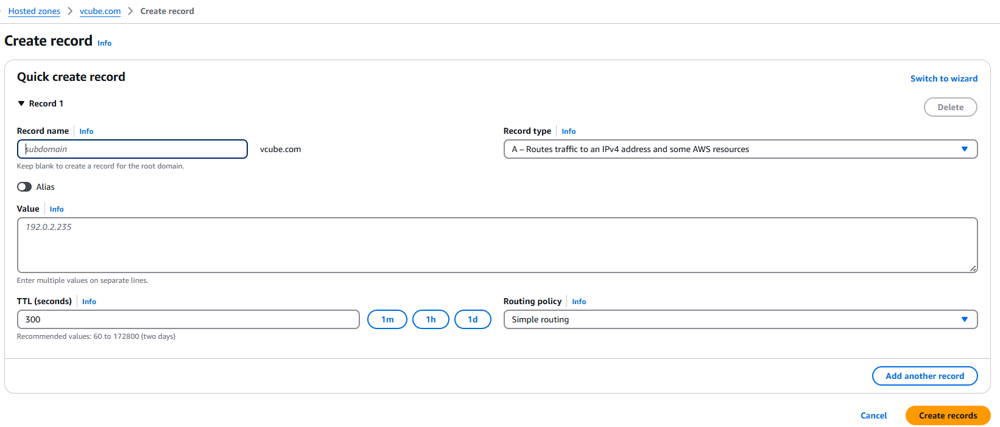 Hosted zones > vcube.com > Create record
Create record Info
Quick create record
Switch to wizard
Record 1
Delete
Record name Info
Record type Info
subdomain
vcube.com
A – Routes traffic to an IPv4 address and some AWS resources
Keep blank to create a record for the root domain.
Alias
Value Info
192.0.2.235
Enter multiple values on separate lines.
TTL (seconds) Info
Routing policy Info
300
1m
1h
1d
Simple routing
Recommended values: 60 to 172800 (two days)
Add another record
Cancel
Create records